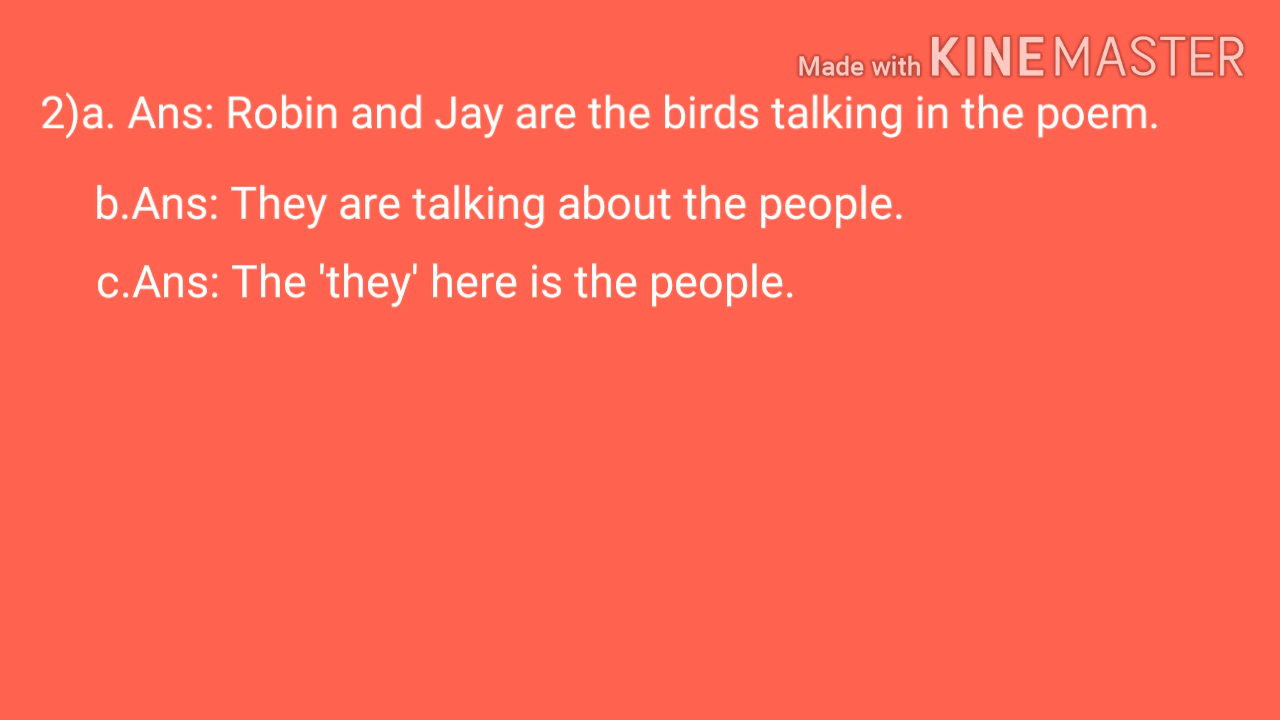 Made with KINEMASTER
2)a. Ans: Robin and Jay are the birds talking in the poem.
b.Ans: They are talking about the people.
c.Ans: The 'they' here is the people.